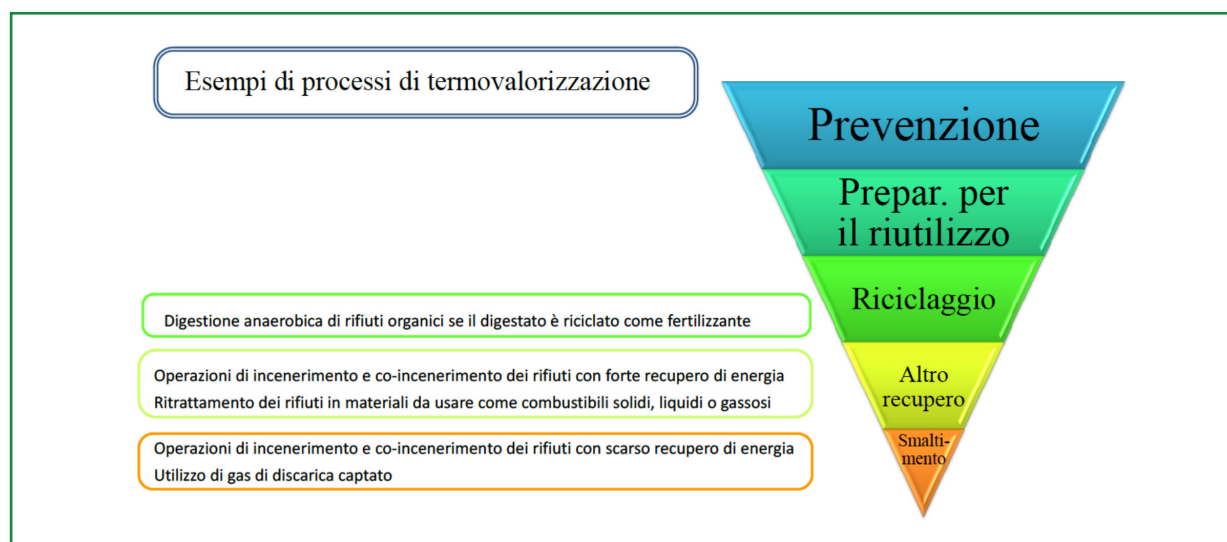 Esempi di processi di termovalorizzazione
Prevenzione
Prepar. per
il riutilizzo
Riciclaggio
Digestione anaerobica di rifiuti organici se il digestato è riciclato come fertilizzante
Altro
recupero
Operazioni di incenerimento e co-incenerimento dei rifiuti con forte recupero di energia
Ritrattamento dei rifiuti in materiali da usare come combustibili solidi, liquidi o gassosi
Smalti-
mento
Operazioni di incenerimento e co-incenerimento dei rifiuti con scarso recupero di energia
Utilizzo di gas di discarica captato